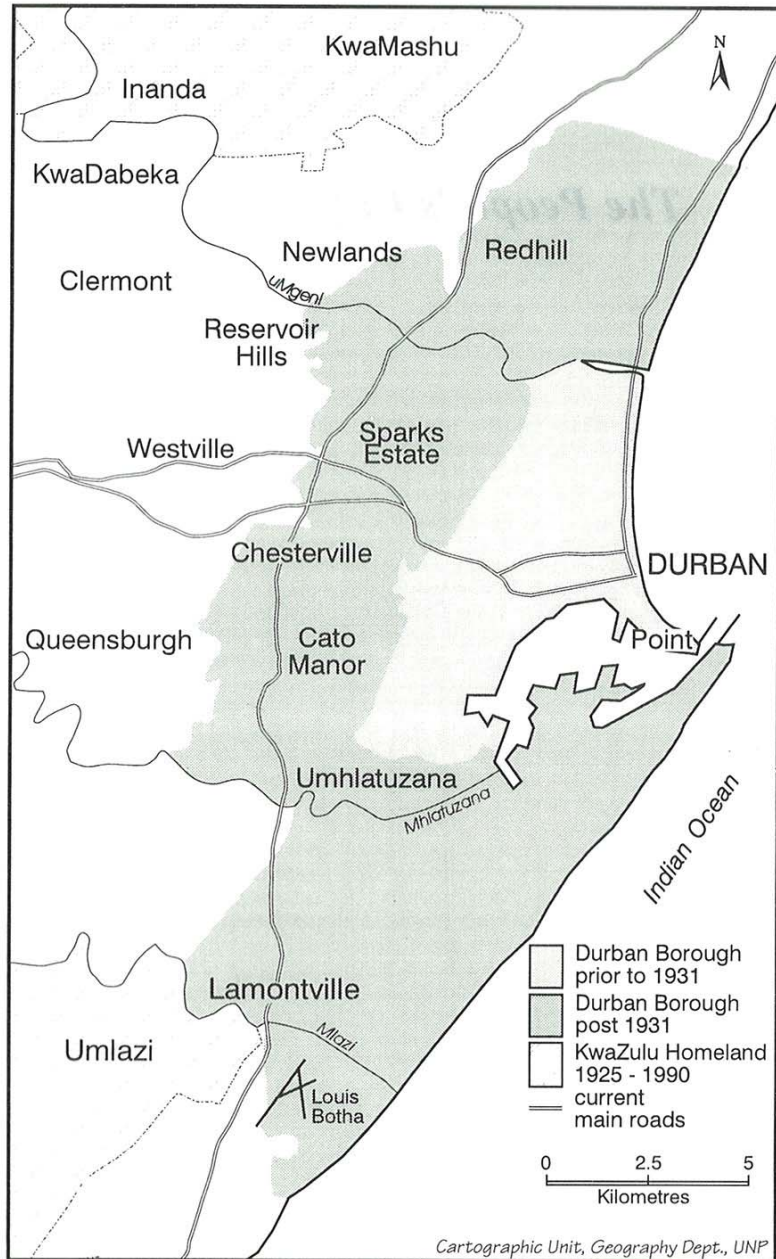 KwaMashu
N
Inanda
KwaDabeka
Newlands
Redhill
Clermont
uMgeni
Reservoir
Hills
Westville
Sparks
Estate
Chesterville
DURBAN
Queensburgh
Cato
Manor
Point
Umhlatuzana
Mhlatuzana
Indian Ocean
Lamontville
Mlazi
Umlazi
Louis
Botha
Durban Borough
prior to 1931
Durban Borough
post 1931
KwaZulu Homeland
1925 - 1990
current
main roads
0 2.5 5
Kilometres
Cartographic Unit, Geography Dept., UNP